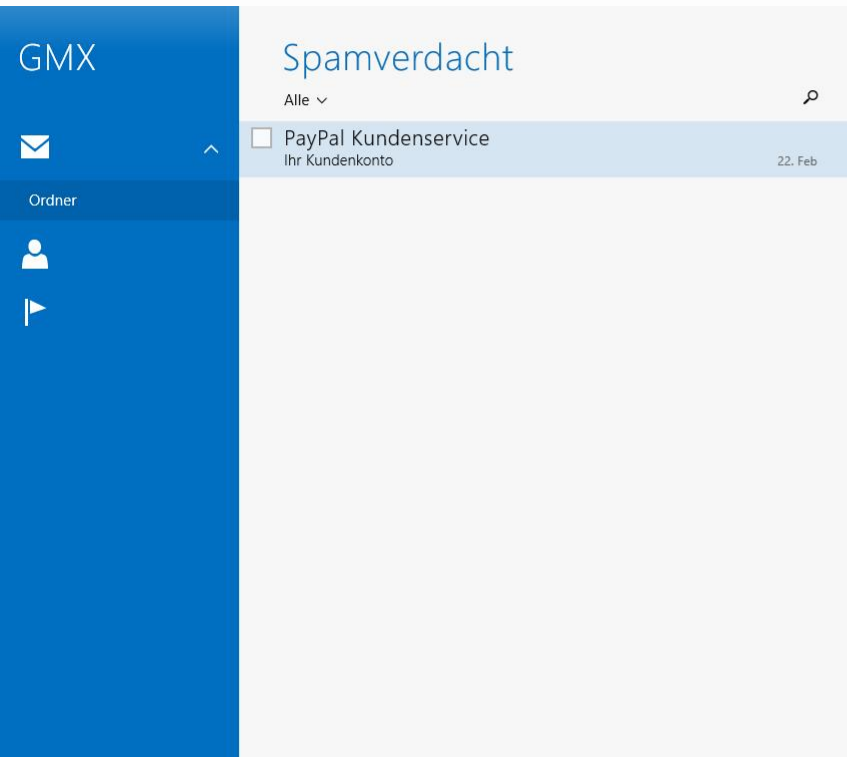 GMX
Spamverdacht
Alle
PayPal Kundenservice
Ihr Kundenkonto
22. Feb
Ordner